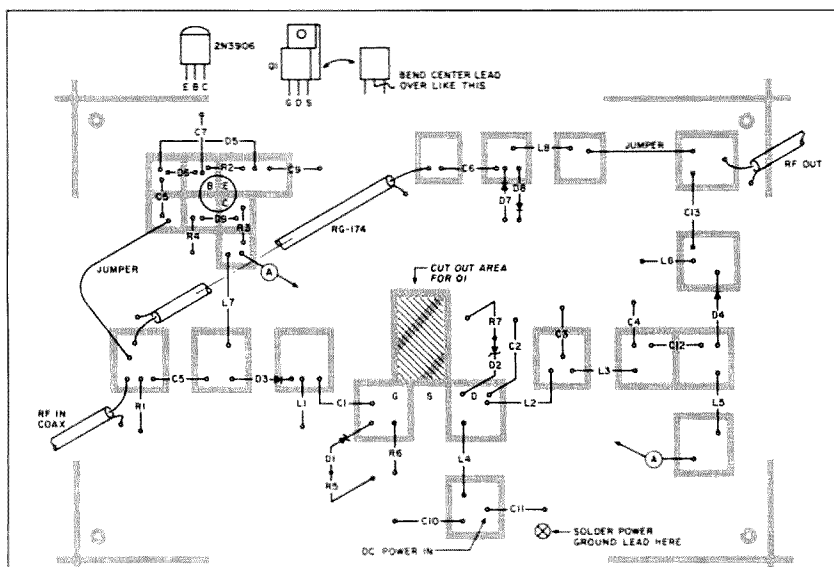 2N3906
E B C
Q1
G D S
BEND CENTER LEAD
OVER LIKE THIS
C7
D5
D6
R2
C9
C5
B
E
C
D9
R3
R4
JUMPER
A
L7
RG-174
C6
D7
D8
L8
JUMPER
RF OUT
C13
L6
D4
CUT OUT AREA
FOR Q1
R7
D2
C2
C3
C4
C12
L3
L5
L2
A
RF IN
COAX
R1
C5
D3
L1
C1
G
S
D
D1
R5
R6
L4
C10
C11
DC POWER IN
SOLDER POWER
GROUND LEAD HERE